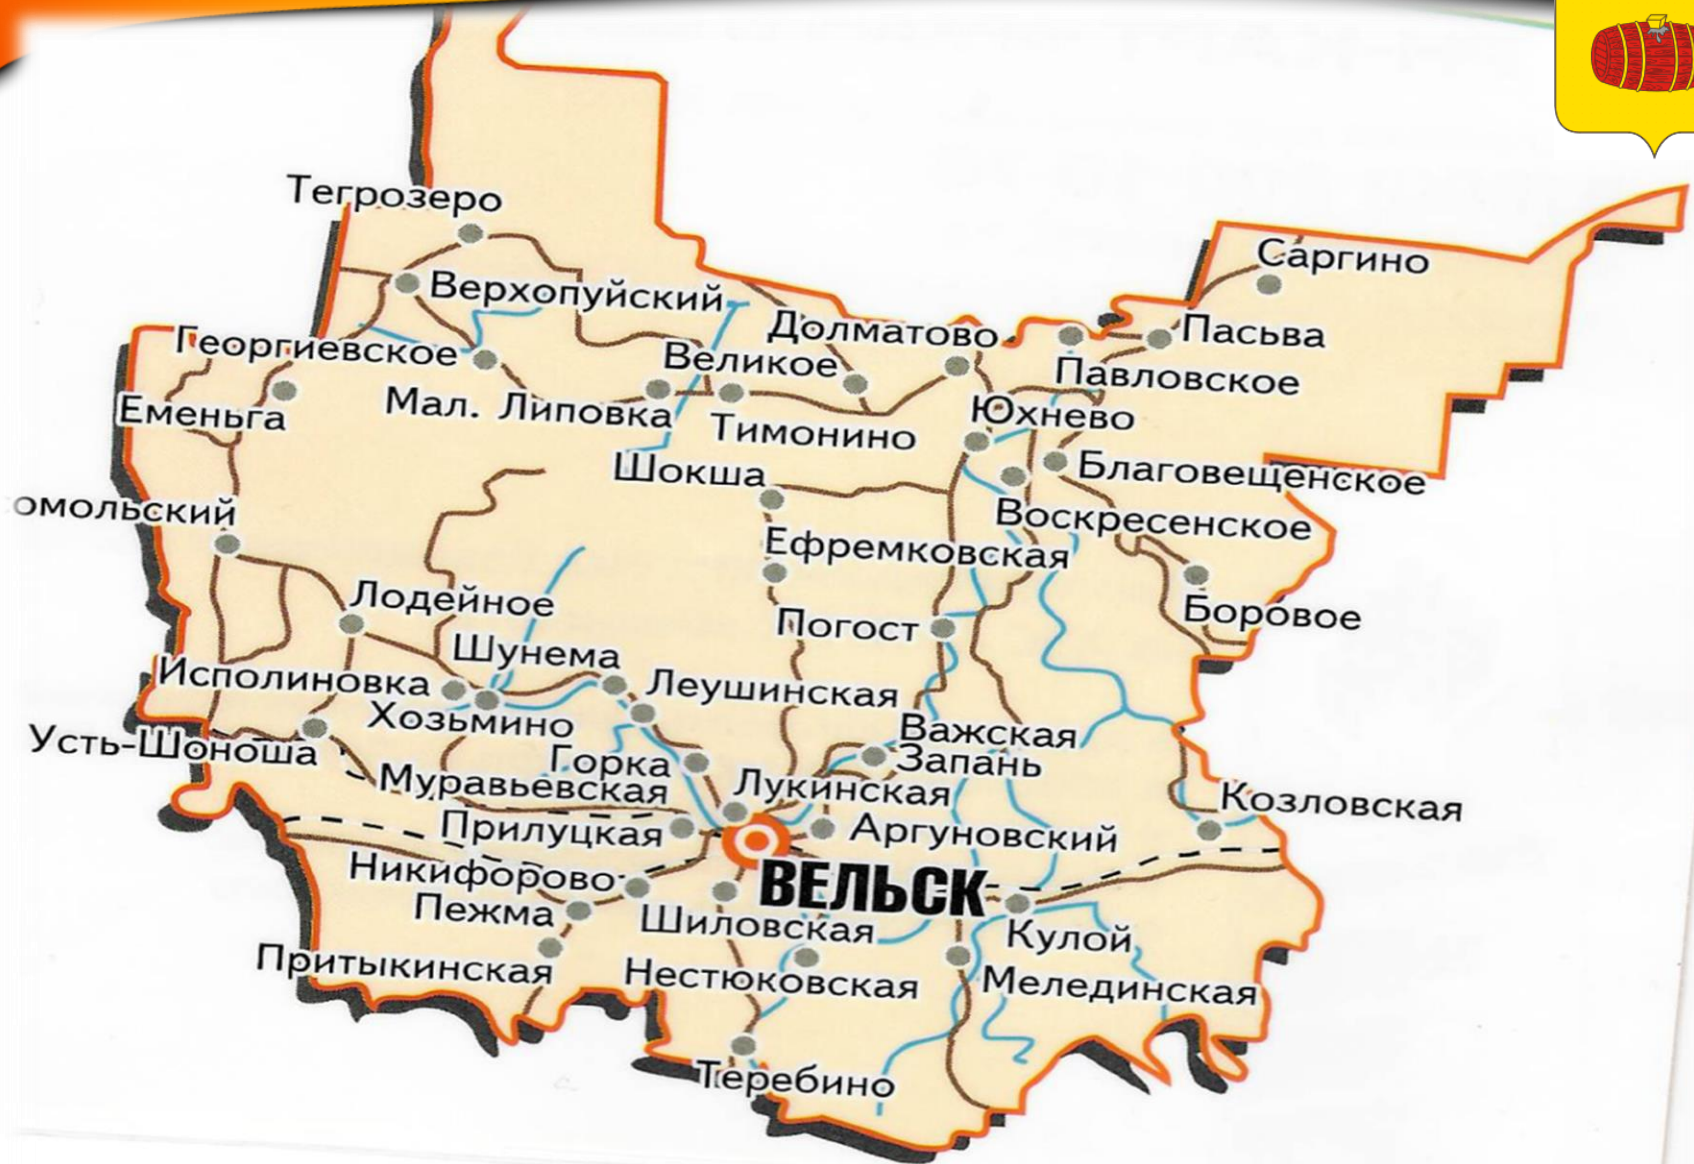 Тегрозеро
Саргино
Верхопуйский
Долматово
Пасьва
Георгиевское
Великое
Павловское
Еменьга
Мал. Липовка
Тимонино
Юхнево
Шокша
Благовещенское
омольский
Воскресенское
Ефремковская
Лодейное
Боровое
Погост
Шунема
Исполиновка
Леушинская
Хозьмино
Усть-Шоноша
Важская
Запань
Горка
Муравьевская
Лукинская
Козловская
Прилуцкая
Аргуновский
Никифорово
ВЕЛЬСК
Пежма
Шиловская
Кулой
Притыкинская
Нестюковская
Мелединская
Теребино